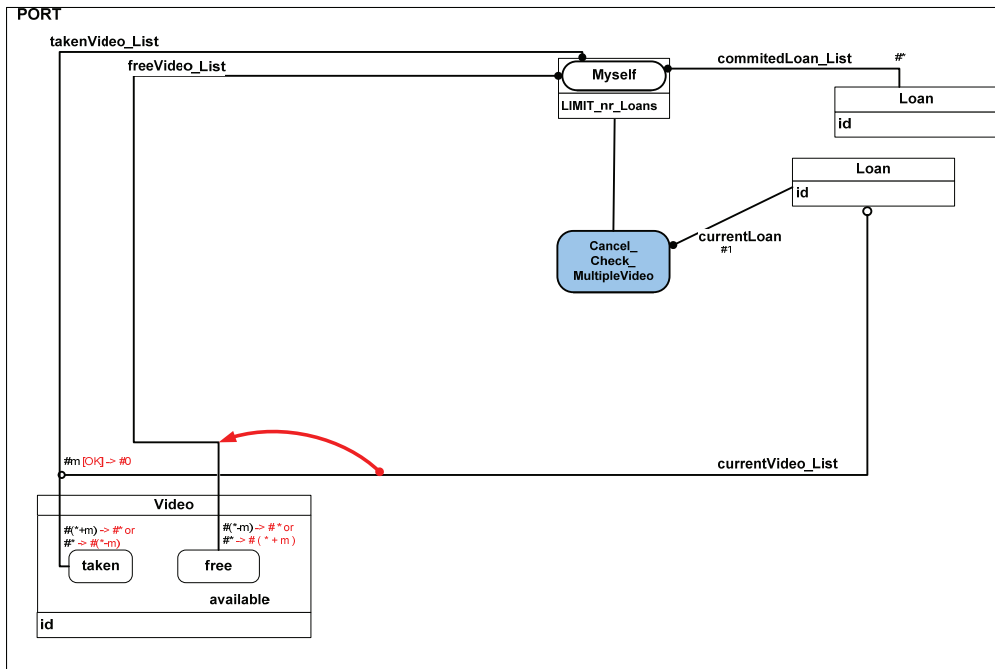 PORT
takenVideo_List
freeVideo_List
Myself
LIMIT_nr_Loans
commitedLoan_List
#*
Loan
id
Loan
id
Cancel_
Check_
MultipleVideo
currentLoan
#1
#m [OK] -> #0
currentVideo_List
Video
#(*+m) -> #* or
#* -> #(*-m)
#(*-m) -> # * or
#* -> # ( * + m )
taken
free
available
id